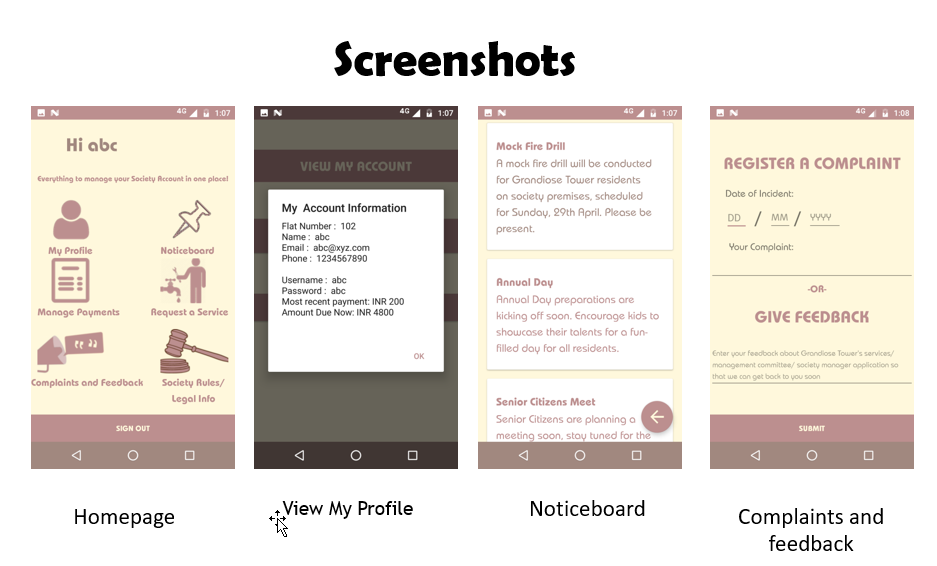 Screenshots
4G 1:07
Hi abc
Everything to manage your Society Account in one place!
My Profile
Noticeboard
Manage Payments
Request a Service
Complaints and Feedback
Society Rules/
Legal Info
SIGN OUT
Homepage
4G 1:07
VIEW MY ACCOUNT
My Account Information
Flat Number : 102
Name : abc
Email : abc@xyz.com
Phone : 1234567890
Username : abc
Password : abc
Most recent payment: INR 200
Amount Due Now: INR 4800
OK
View My Profile
4G 1:07
Mock Fire Drill
A mock fire drill will be conducted
for Grandiose Tower residents
on society premises, scheduled
for Sunday, 29th April. Please be
present.
Annual Day
Annual Day preparations are
kicking off soon. Encourage kids to
showcase their talents for a fun-
filled day for all residents.
Senior Citizens Meet
Senior Citizens are planning a
meeting soon, stay tuned for the
Noticeboard
4G 1:08
REGISTER A COMPLAINT
Date of Incident:
DD / MM / YYYY
Your Complaint:
-OR-
GIVE FEEDBACK
Enter your feedback about Grandiose Tower's services/
management committee/ society manager application so
that we can get back to you soon
SUBMIT
Complaints and
feedback